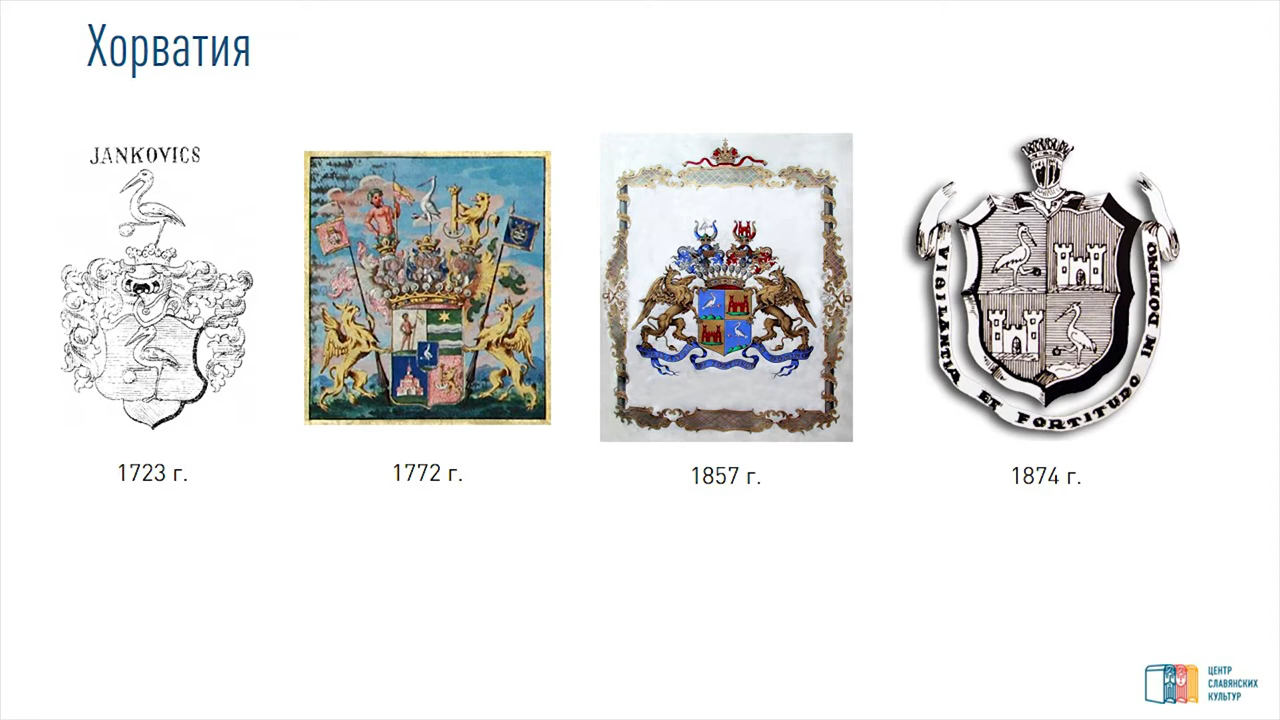 Хорватия
JANKOVICS
1723 г.
1772 г.
1857 г.
VIGILANTIA ET FORTITUDO IN DOMINO
1874 г.
ЦЕНТР
СЛАВЯНСКИХ
КУЛЬТУР